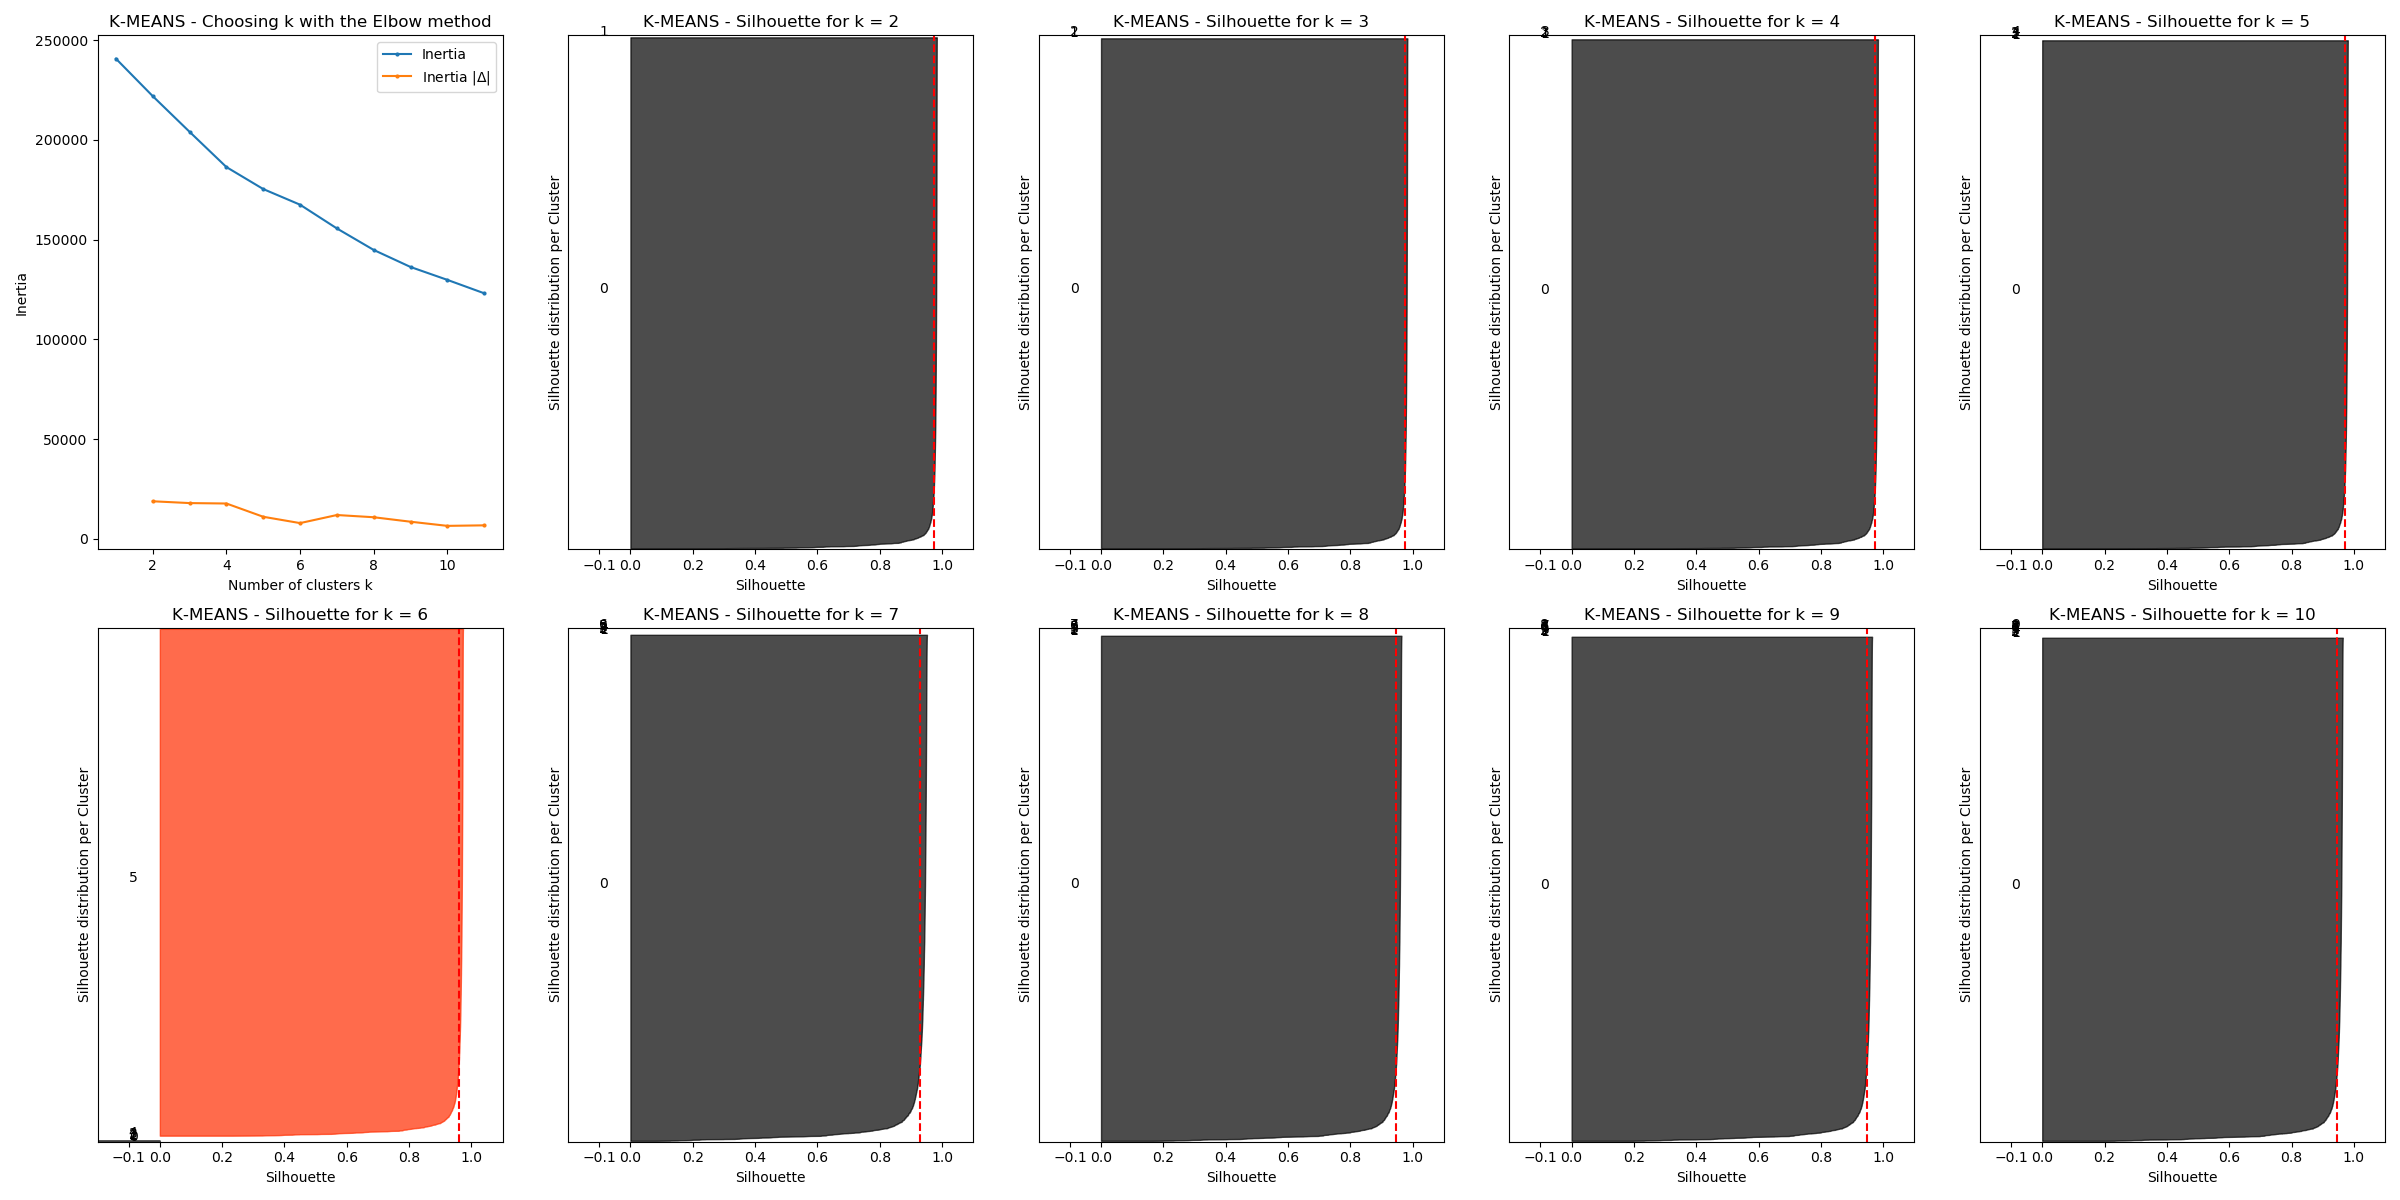 K-MEANS - Choosing k with the Elbow method
250000
200000
150000
100000
50000
0
Inertia
Inertia
Inertia |Δ|
2 4 6 8 10
Number of clusters k
K-MEANS - Silhouette for k = 2
1
0
Silhouette distribution per Cluster
−0.1 0.0 0.2 0.4 0.6 0.8 1.0
Silhouette
K-MEANS - Silhouette for k = 3
0
Silhouette distribution per Cluster
−0.1 0.0 0.2 0.4 0.6 0.8 1.0
Silhouette
K-MEANS - Silhouette for k = 4
0
Silhouette distribution per Cluster
−0.1 0.0 0.2 0.4 0.6 0.8 1.0
Silhouette
K-MEANS - Silhouette for k = 5
0
Silhouette distribution per Cluster
−0.1 0.0 0.2 0.4 0.6 0.8 1.0
Silhouette
K-MEANS - Silhouette for k = 6
5
Silhouette distribution per Cluster
−0.1 0.0 0.2 0.4 0.6 0.8 1.0
Silhouette
K-MEANS - Silhouette for k = 7
0
Silhouette distribution per Cluster
−0.1 0.0 0.2 0.4 0.6 0.8 1.0
Silhouette
K-MEANS - Silhouette for k = 8
0
Silhouette distribution per Cluster
−0.1 0.0 0.2 0.4 0.6 0.8 1.0
Silhouette
K-MEANS - Silhouette for k = 9
0
Silhouette distribution per Cluster
−0.1 0.0 0.2 0.4 0.6 0.8 1.0
Silhouette
K-MEANS - Silhouette for k = 10
0
Silhouette distribution per Cluster
−0.1 0.0 0.2 0.4 0.6 0.8 1.0
Silhouette